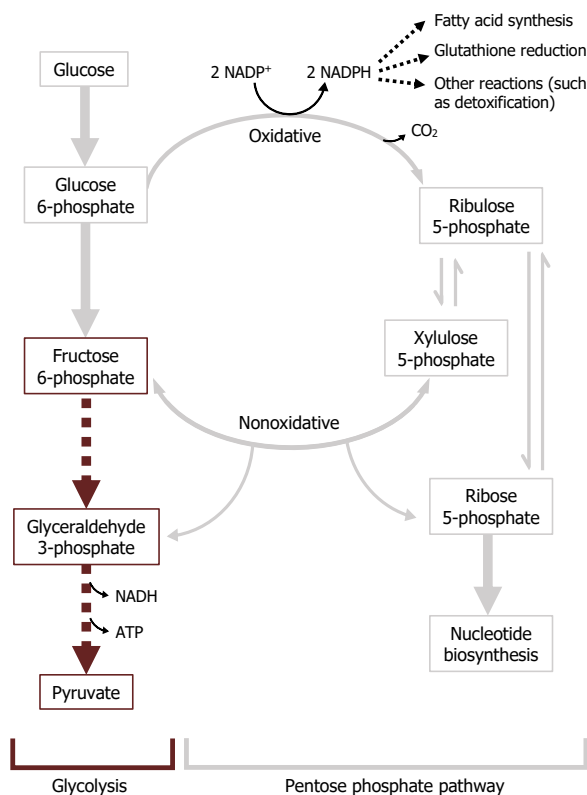 Fatty acid synthesis
Glutathione reduction
Other reactions (such
as detoxification)
2 NADP⁺
2 NADPH
Glucose
Oxidative
CO₂
Glucose
6-phosphate
Ribulose
5-phosphate
Xylulose
5-phosphate
Fructose
6-phosphate
Nonoxidative
Glyceraldehyde
3-phosphate
Ribose
5-phosphate
NADH
ATP
Nucleotide
biosynthesis
Pyruvate
Glycolysis
Pentose phosphate pathway